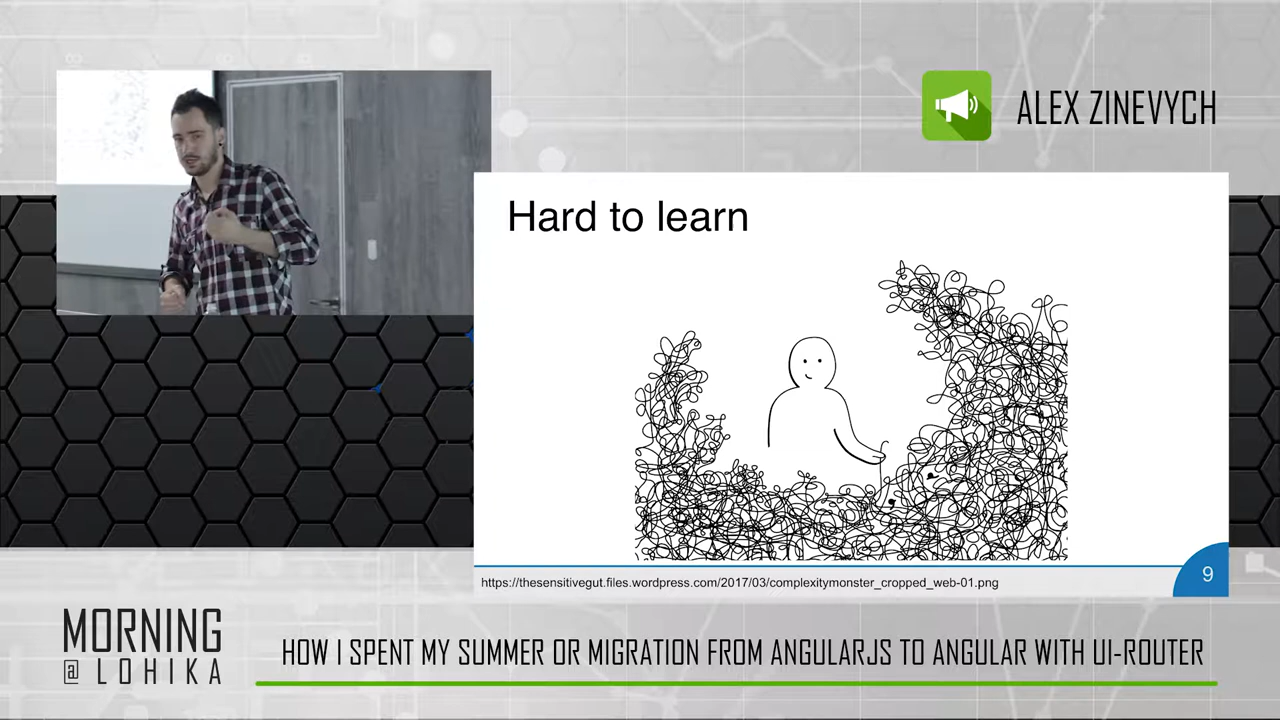 ALEX ZINEVYCH
Hard to learn
https://thesensitivegut.files.wordpress.com/2017/03/complexitymonster_cropped_web-01.png
9
MORNING
@ LOHIKA
HOW I SPENT MY SUMMER OR MIGRATION FROM ANGULARJS TO ANGULAR WITH UI-ROUTER